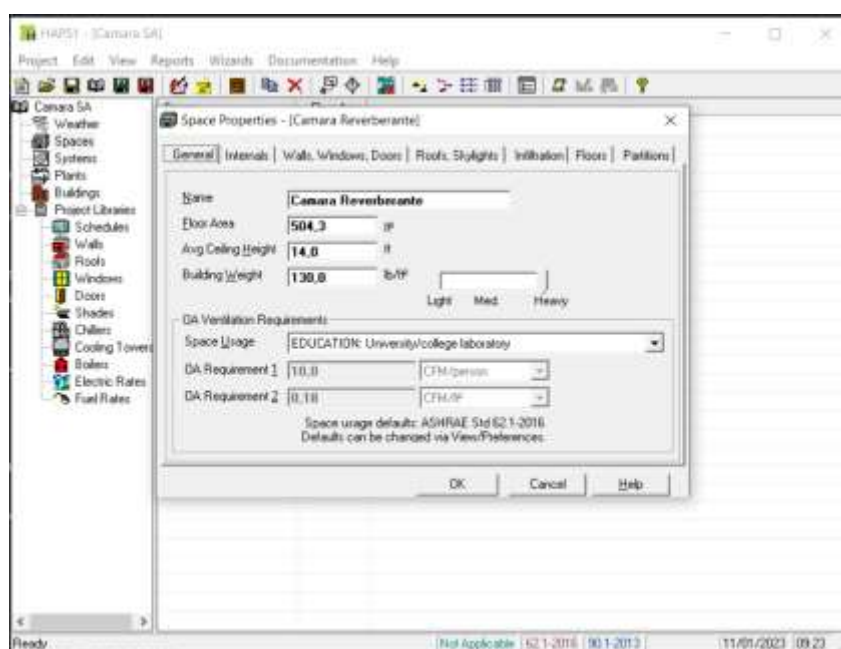 HAP51 - [Camara SA]
Project Edit View Reports Wizards Documentation Help
Camara SA
Weather
Spaces
Systems
Plants
Buildings
Project Libraries
Schedules
Walls
Roofs
Windows
Doors
Shades
Chillers
Cooling Towers
Boilers
Electric Rates
Fuel Rates
Space Properties - [Camara Reverberante]
General Internals Walls, Windows, Doors Roofs, Skylights Infiltration Floors Partitions
Name Camara Reverberante
Floor Area 504,3 ft²
Avg Ceiling Height 14,0 ft
Building Weight 130,0 lb/ft²
Light Med. Heavy
OA Ventilation Requirements
Space Usage EDUCATION: University/college laboratory
OA Requirement 1 10,0 CFM/person
OA Requirement 2 0,18 CFM/ft²
Space usage defaults: ASHRAE Std 62.1-2016
Defaults can be changed via View/Preferences.
OK Cancel Help
Ready Not Applicable 62.1-2016 90.1-2013 11/01/2023 09:23